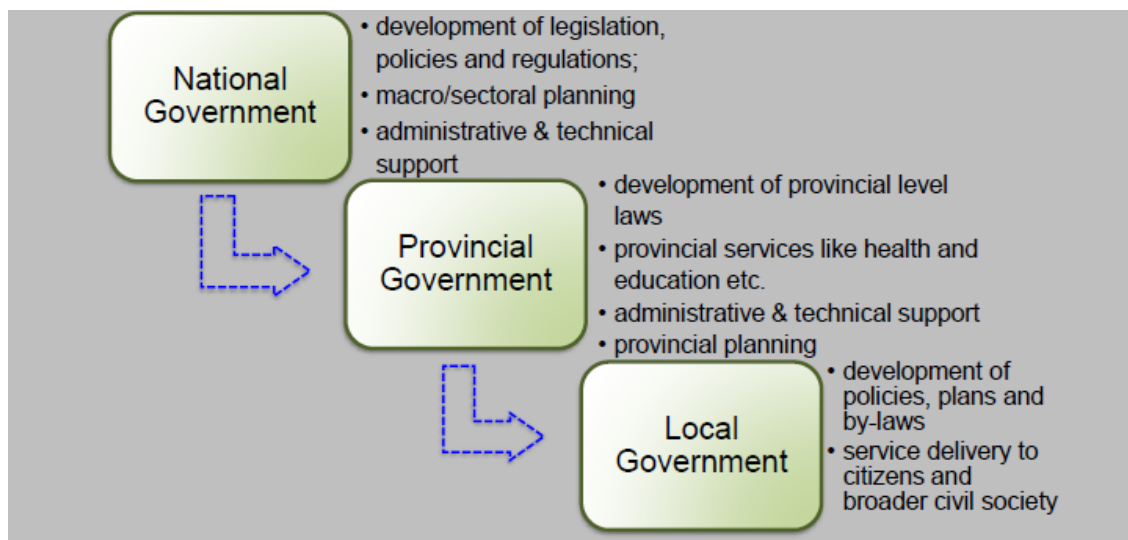 National
Government
• development of legislation,
policies and regulations;
• macro/sectoral planning
• administrative & technical
support
Provincial
Government
• development of provincial level
laws
• provincial services like health and
education etc.
• administrative & technical support
• provincial planning
Local
Government
• development of
policies, plans and
by-laws
• service delivery to
citizens and
broader civil society